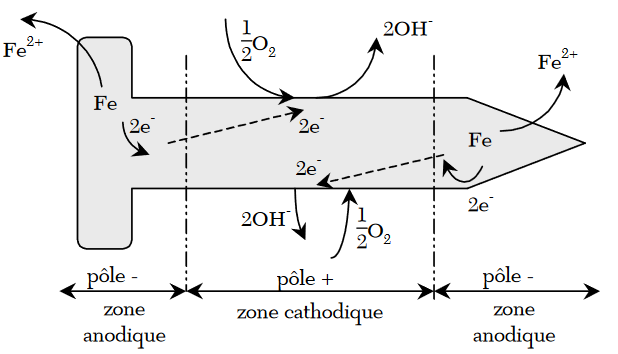 Fe²⁺
½O₂
2OH⁻
Fe²⁺
Fe
2e⁻
2e⁻
Fe
2e⁻
2e⁻
2OH⁻
½O₂
pôle -
pôle +
pôle -
zone
anodique
zone cathodique
zone
anodique